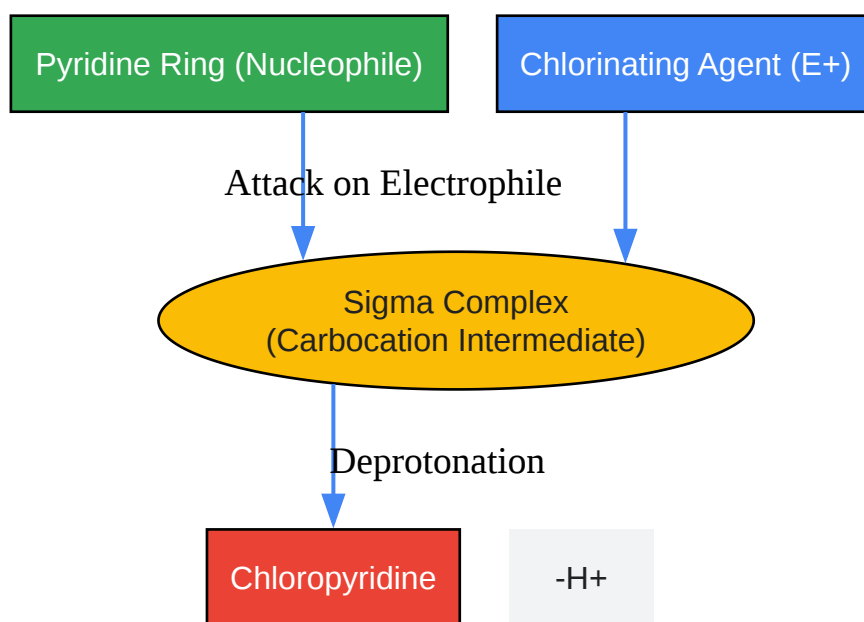 Pyridine Ring (Nucleophile)
Chlorinating Agent (E+)
Attack on Electrophile
Sigma Complex
(Carbocation Intermediate)
Deprotonation
Chloropyridine
-H+